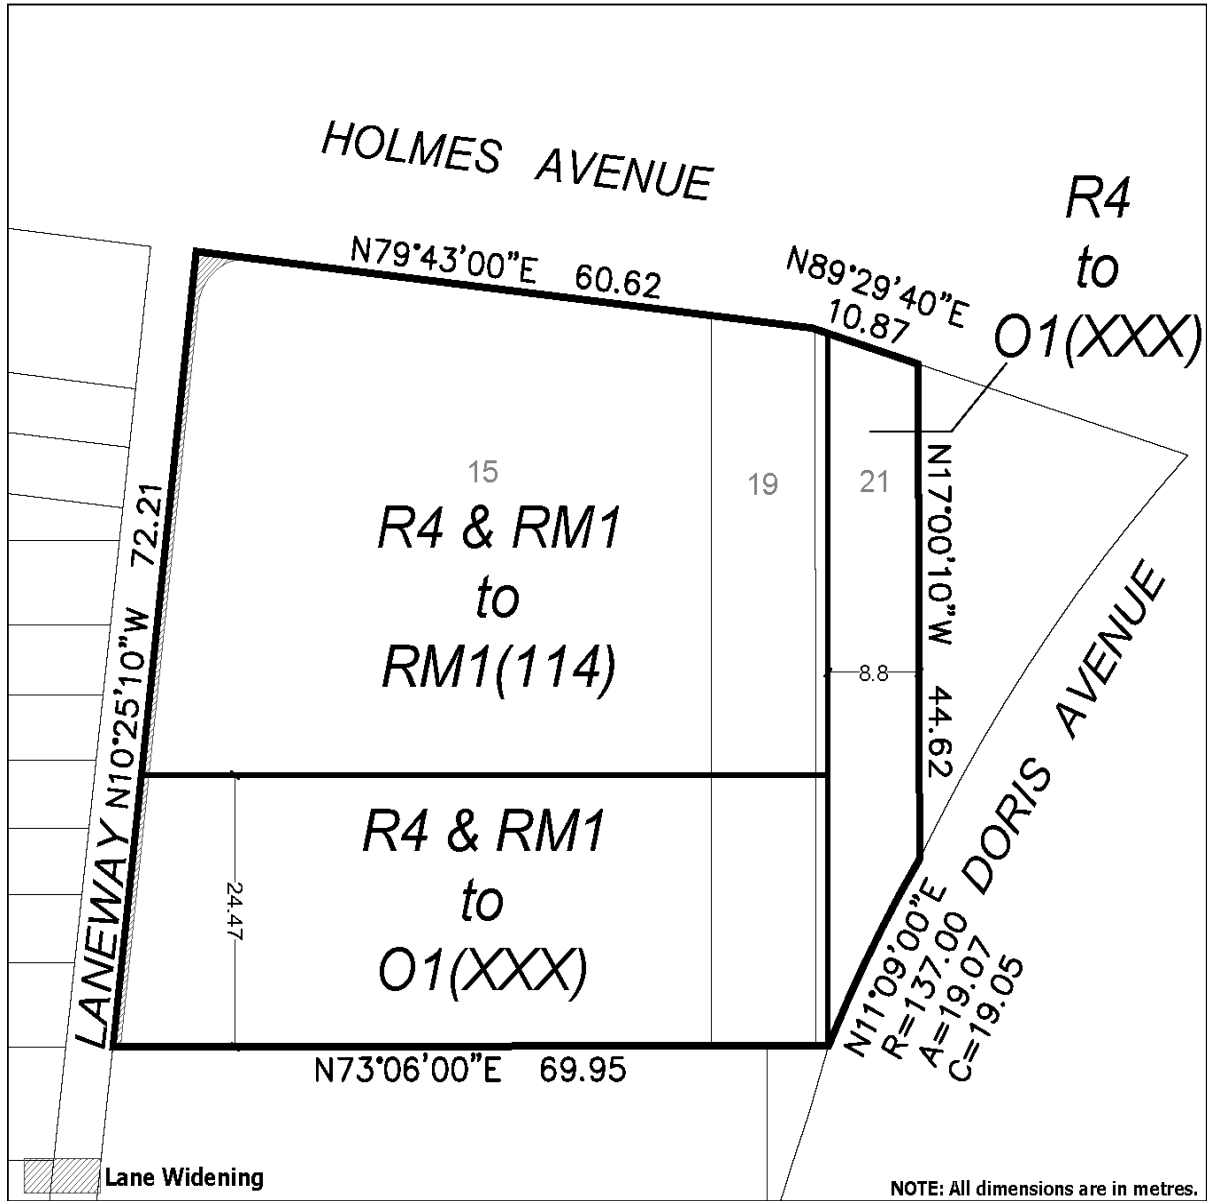 HOLMES AVENUE
N79°43'00"E 60.62
N89°29'40"E
10.87
R4
to
O1(XXX)
15
19
21
R4 & RM1
to
RM1(114)
N17°00'10"W 44.62
8.8
LANEWAY N10°25'10"W 72.21
R4 & RM1
to
O1(XXX)
24.47
DORIS AVENUE
N11°09'00"E
R=137.00
A=19.07
C=19.05
N73°06'00"E 69.95
Lane Widening
NOTE: All dimensions are in metres.